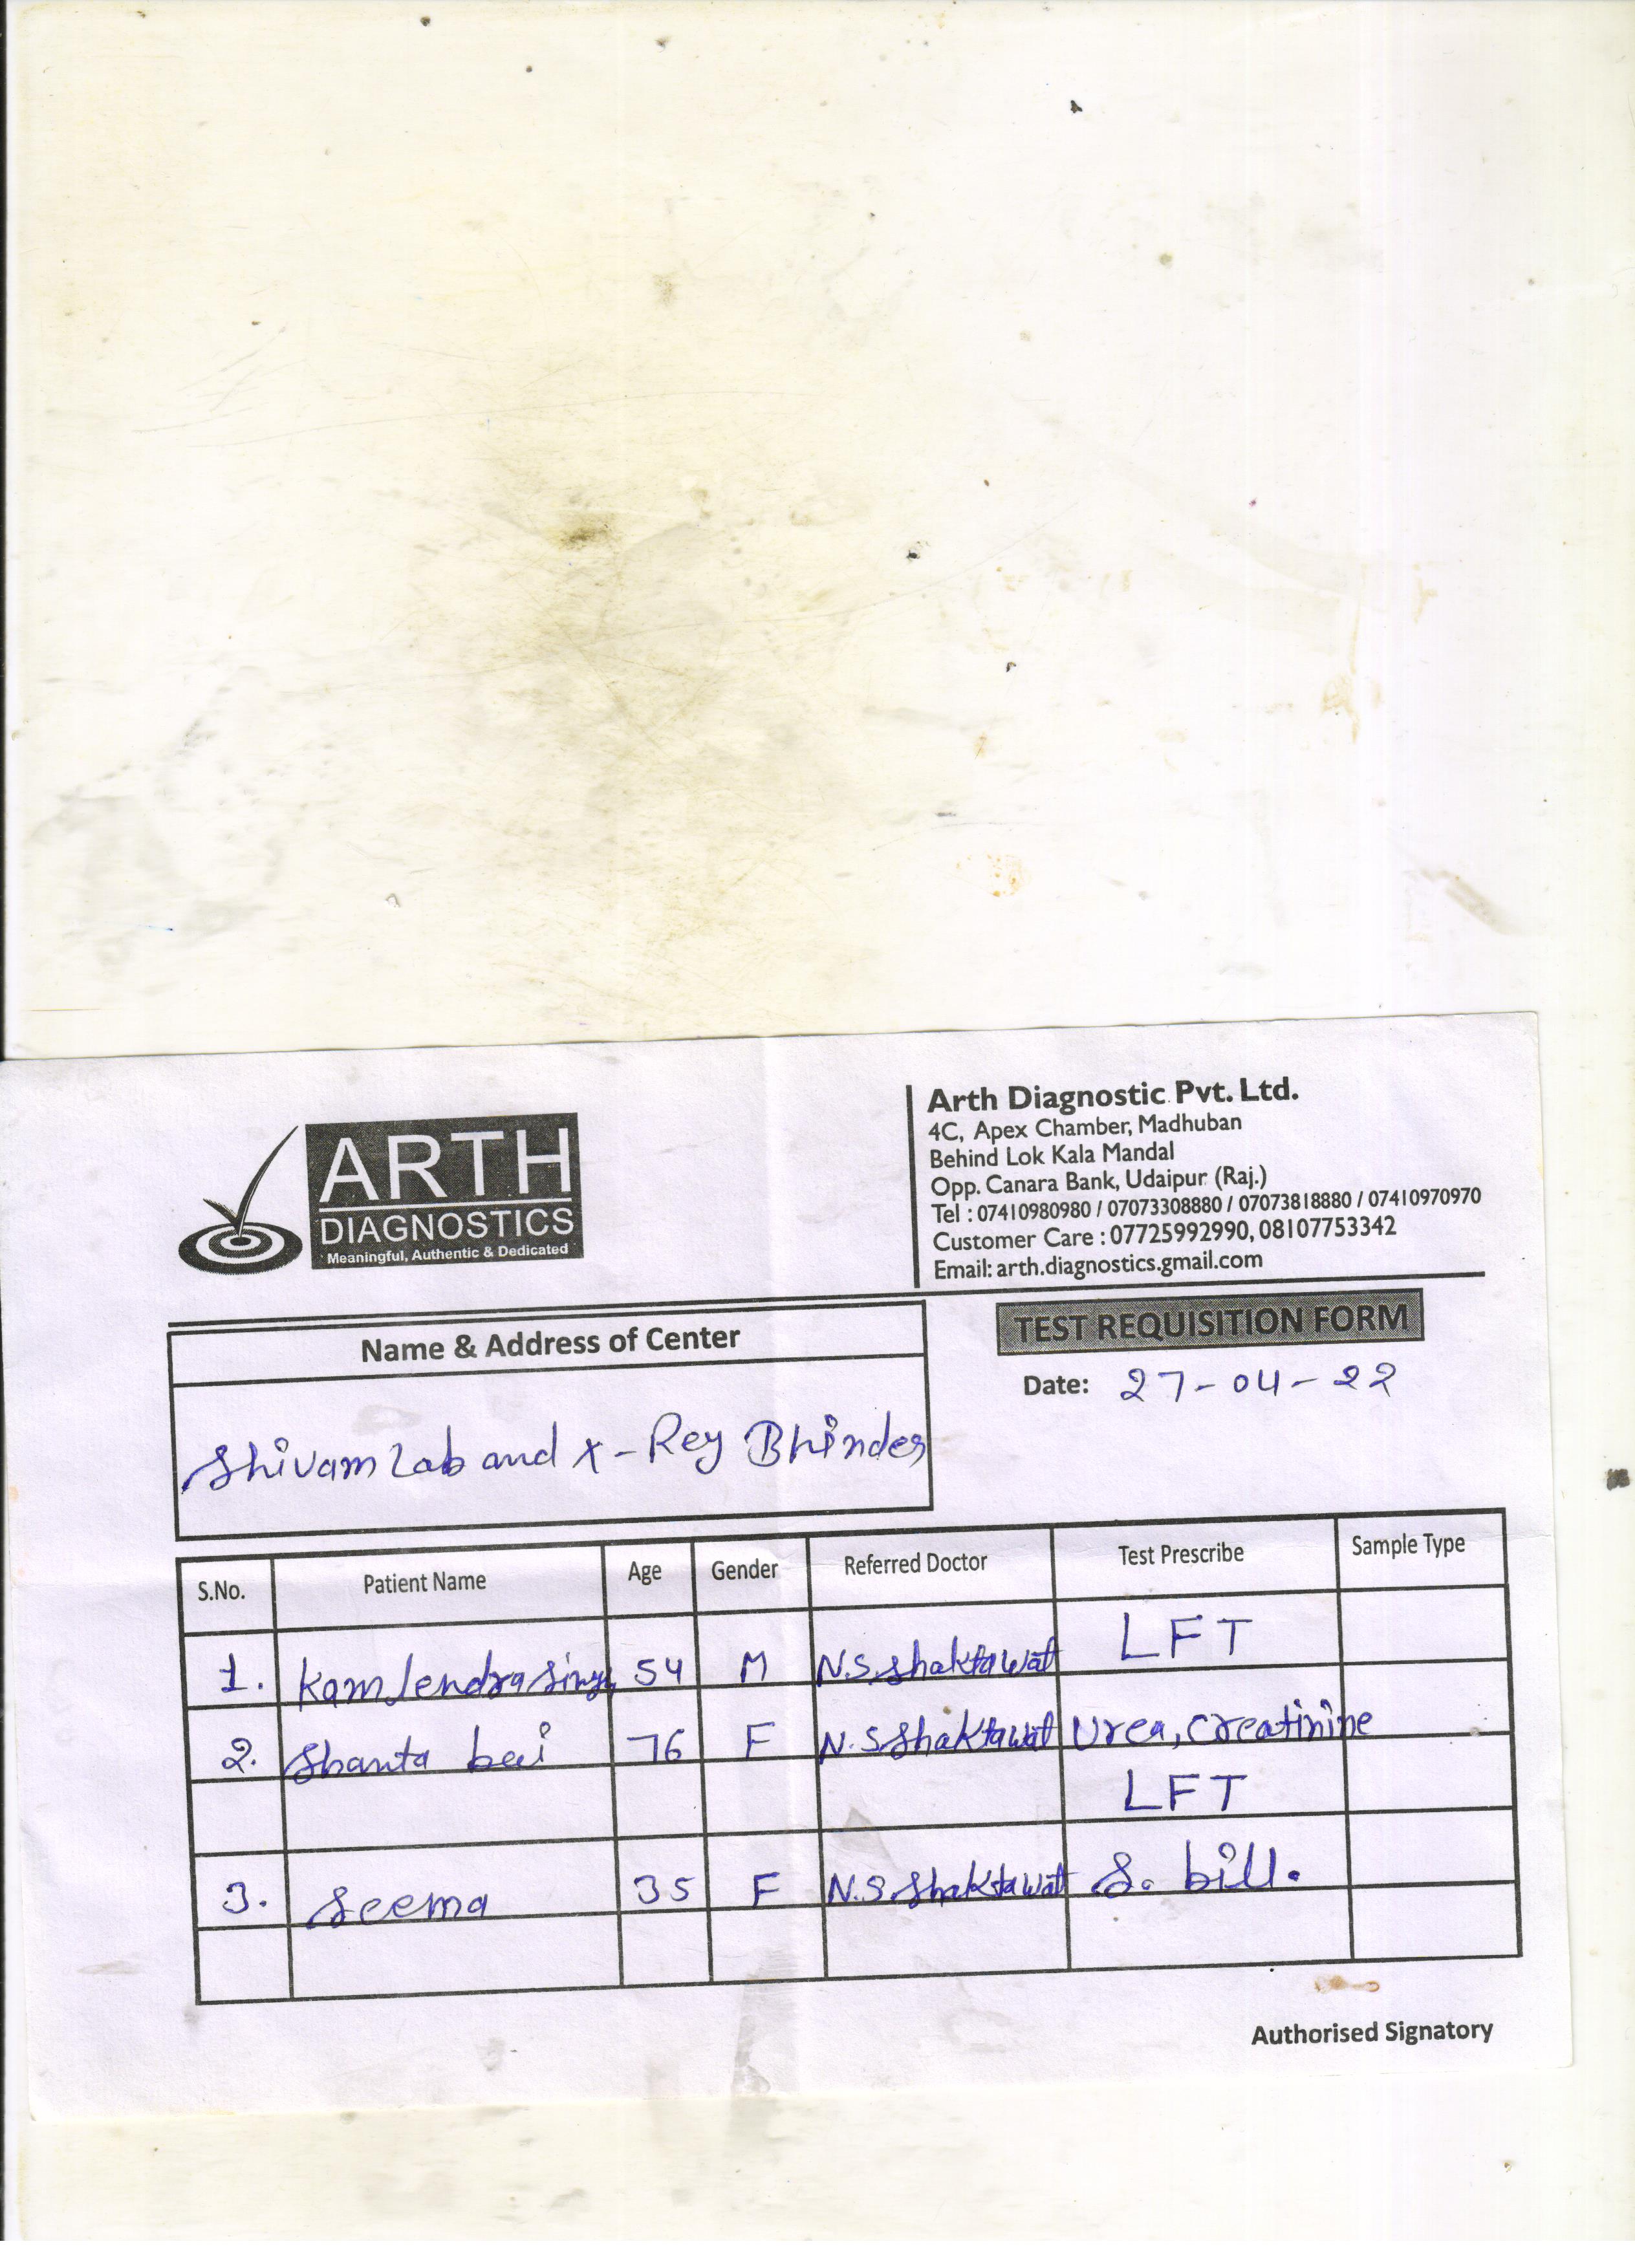 ARTH
DIAGNOSTICS
Meaningful, Authentic & Dedicated
Arth Diagnostic Pvt. Ltd.
4C, Apex Chamber, Madhuban
Behind Lok Kala Mandal
Opp. Canara Bank, Udaipur (Raj.)
Tel : 07410980980 / 07073308880 / 07073818880 / 07410970970
Customer Care : 07725992990, 08107753342
Email: arth.diagnostics.gmail.com
Name & Address of Center
TEST REQUISITION FORM
Date: 27-04-22
Shivam Lab and X-Rey Bhinder
S.No. Patient Name Age Gender Referred Doctor Test Prescribe Sample Type
1. Kamlendra Singh 54 M N.S.Shaktawat LFT
2. Shanta bai 76 F N.S.Shaktawat Urea, Creatinine
LFT
3. Seema 35 F N.S.Shaktawat S. bill.
Authorised Signatory